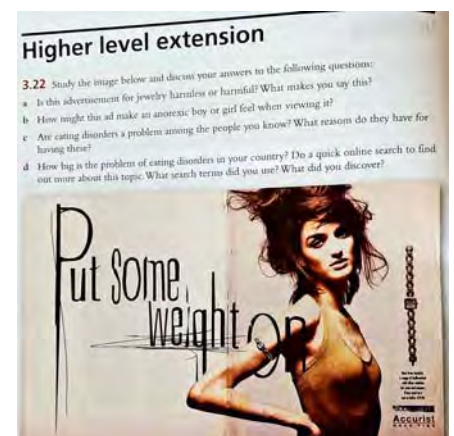 Higher level extension
3.22 Study the image below and discuss your answers to the following questions:
a Is this advertisement for jewelry harmless or harmful? What makes you say this?
b How might this ad make an anorexic boy or girl feel when viewing it?
c Are eating disorders a problem among the people you know? What reasons do they have for
having these?
d How big is the problem of eating disorders in your country? Do a quick online search to find
out more about this topic. What search terms did you use? What did you discover?
Put some
weight on
Accurist